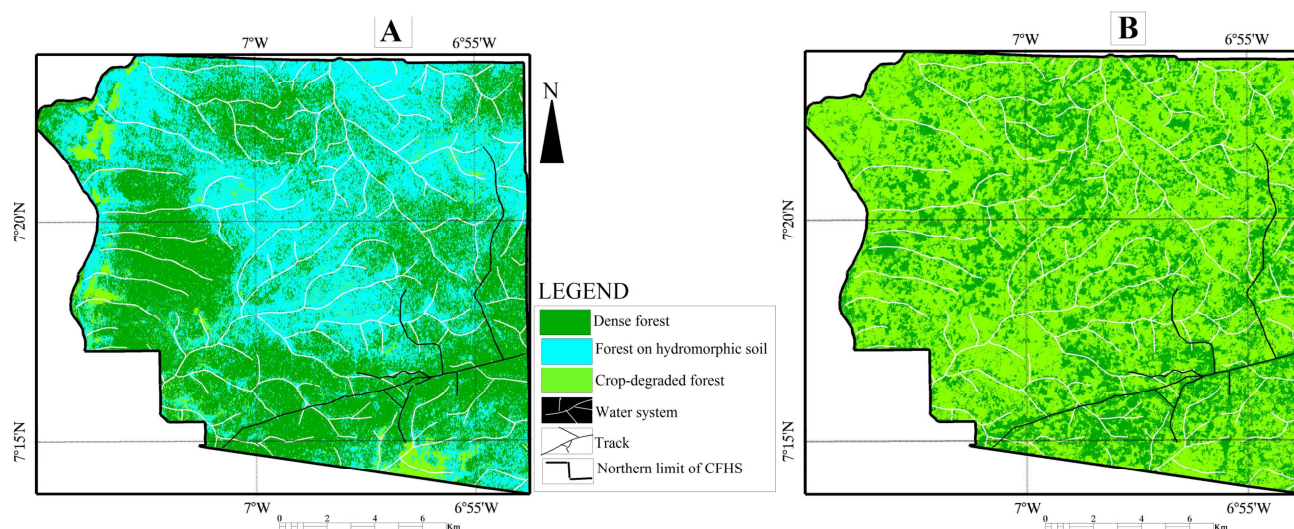 A
7°W
6°55'W
7°20'N
7°15'N
7°W
6°55'W
0 2 4 6
Km
N
LEGEND
Dense forest
Forest on hydromorphic soil
Crop-degraded forest
Water system
Track
Northern limit of CFHS
B
7°W
6°55'W
7°20'N
7°15'N
7°W
6°55'W
0 2 4 6
Km